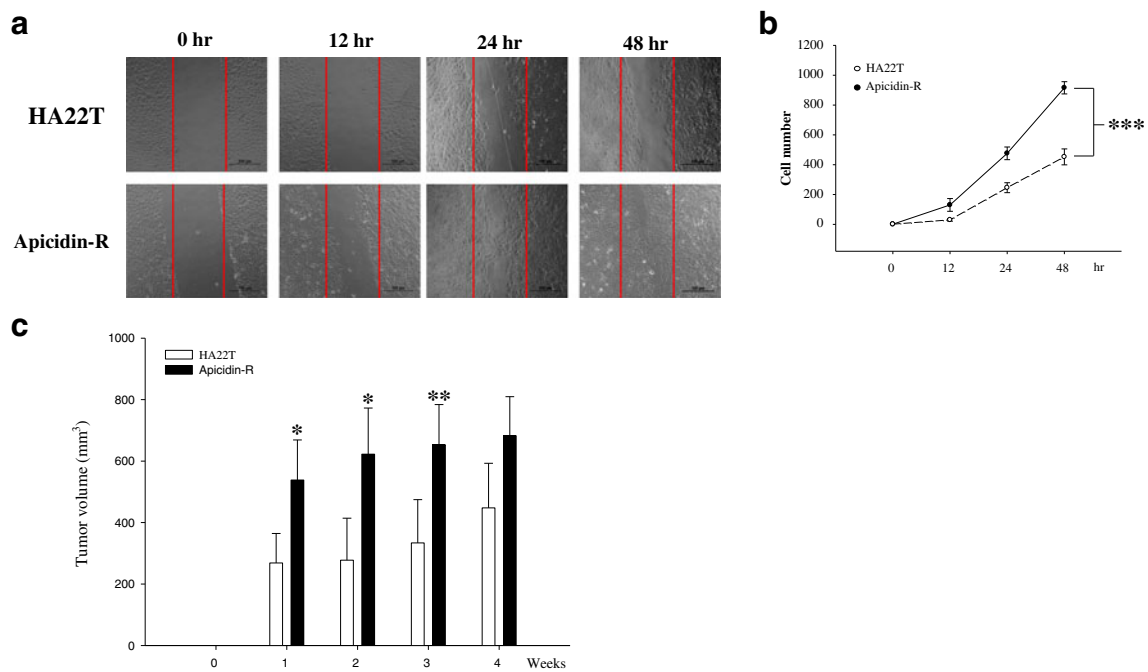 a
0 hr
12 hr
24 hr
48 hr
HA22T
Apicidin-R
b
1200
1000
800
600
400
200
0
Cell number
HA22T
Apicidin-R
***
0
12
24
48
hr
c
1000
800
600
400
200
0
Tumor volume (mm³)
HA22T
Apicidin-R
*
*
**
0
1
2
3
4
Weeks